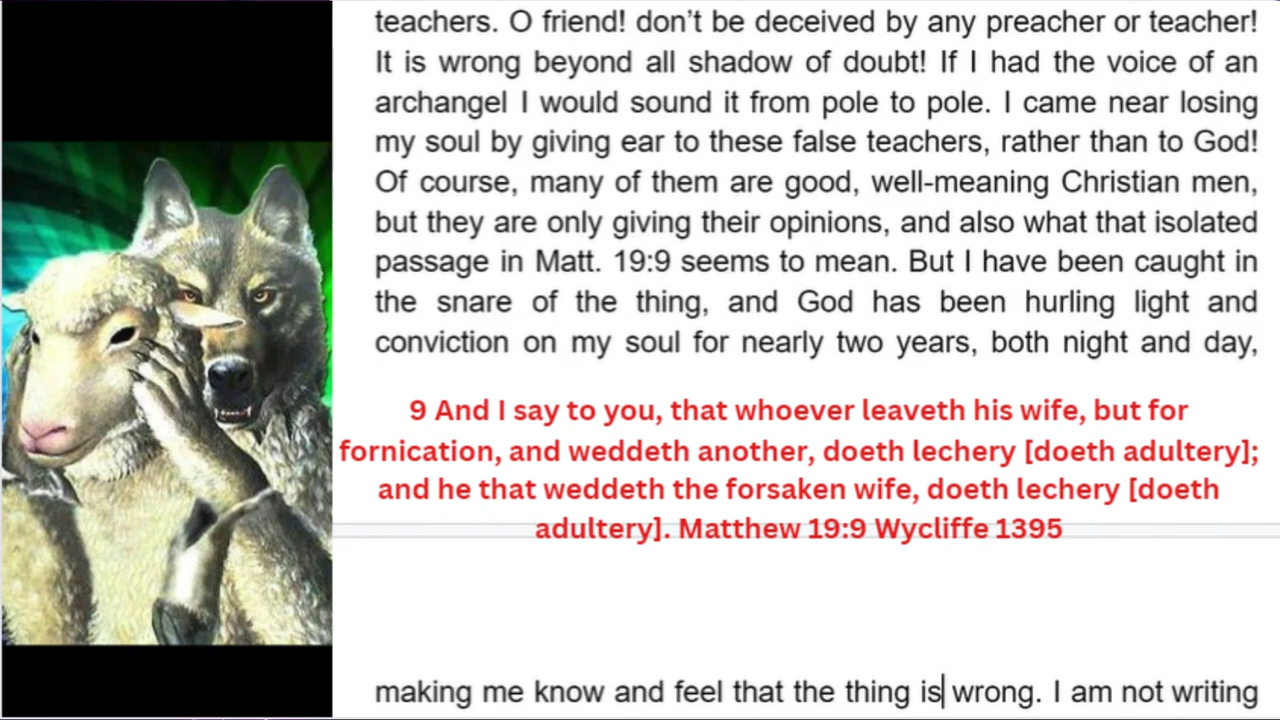 teachers. O friend! don’t be deceived by any preacher or teacher!
It is wrong beyond all shadow of doubt! If I had the voice of an
archangel I would sound it from pole to pole. I came near losing
my soul by giving ear to these false teachers, rather than to God!
Of course, many of them are good, well-meaning Christian men,
but they are only giving their opinions, and also what that isolated
passage in Matt. 19:9 seems to mean. But I have been caught in
the snare of the thing, and God has been hurling light and
conviction on my soul for nearly two years, both night and day,
9 And I say to you, that whoever leaveth his wife, but for
fornication, and weddeth another, doeth lechery [doeth adultery];
and he that weddeth the forsaken wife, doeth lechery [doeth
adultery]. Matthew 19:9 Wycliffe 1395
making me know and feel that the thing is wrong. I am not writing